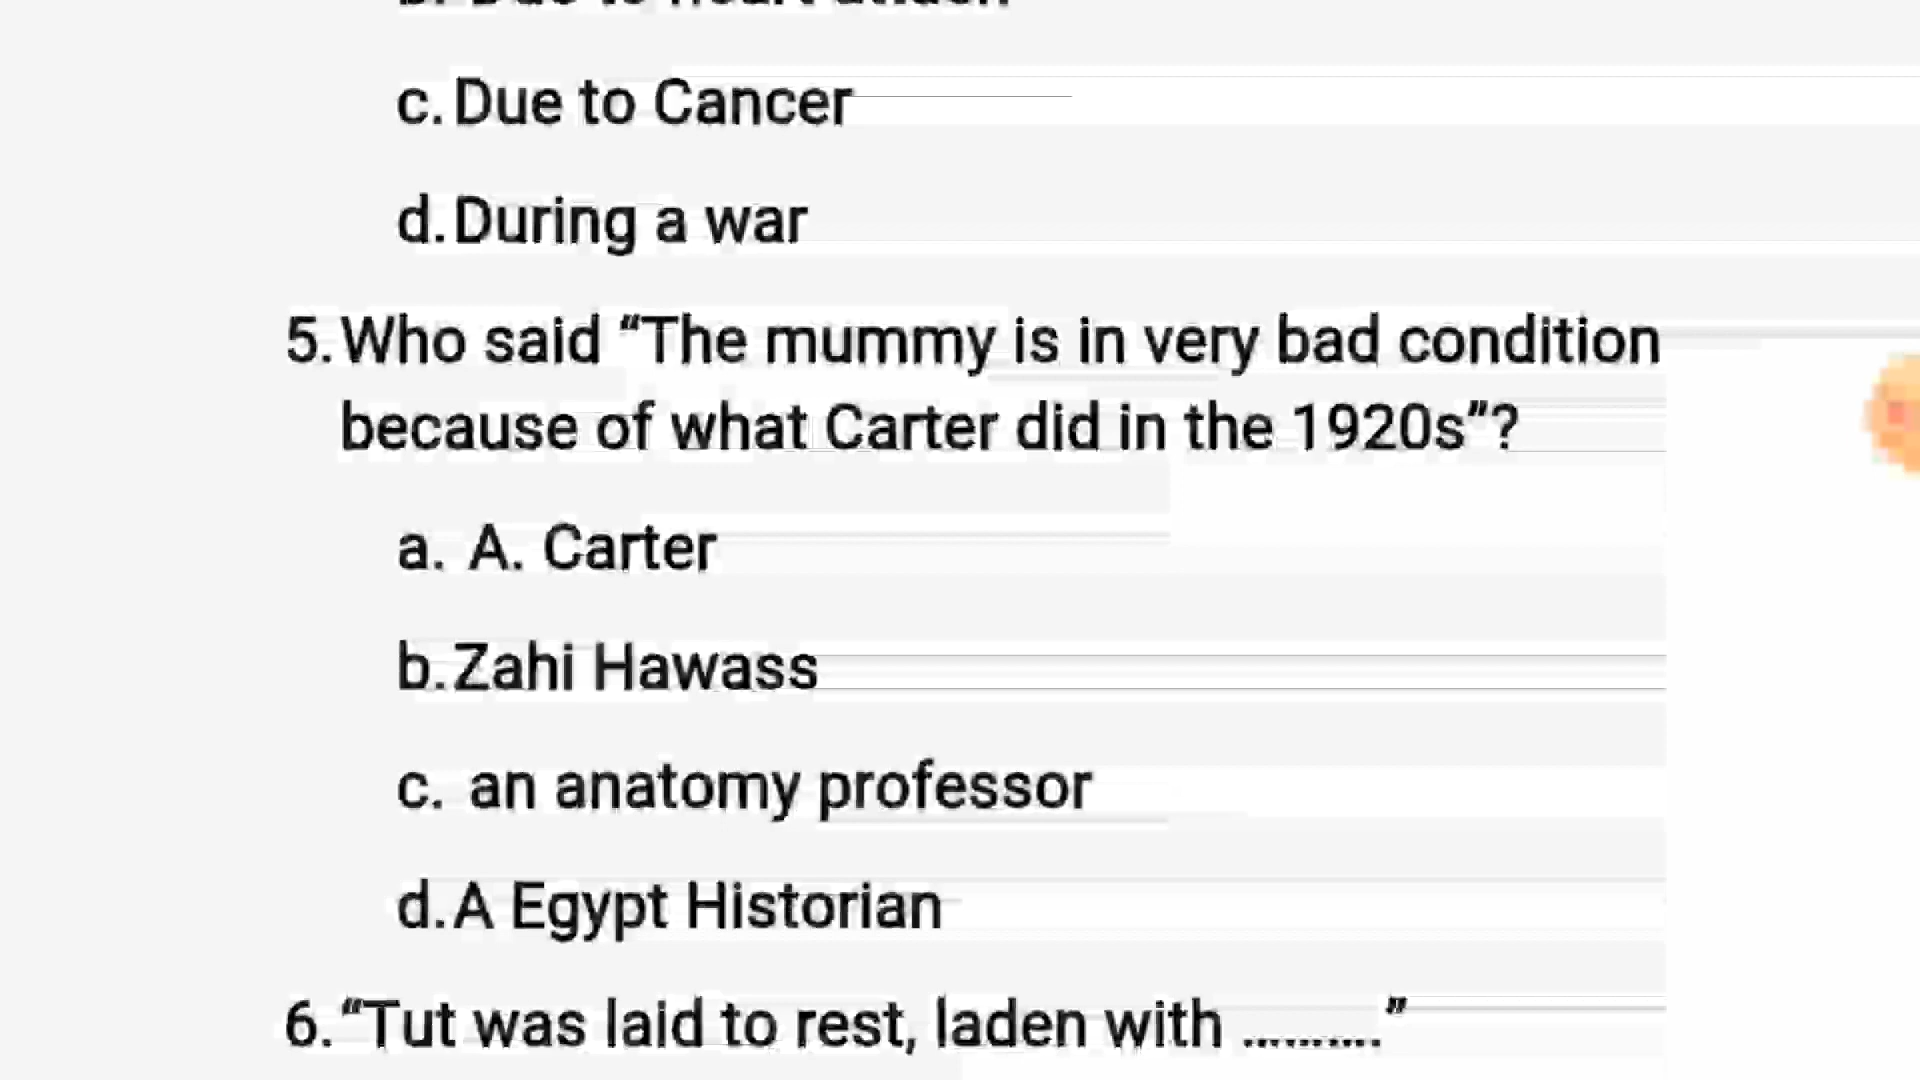 c. Due to Cancer
d. During a war
5. Who said “The mummy is in very bad condition
because of what Carter did in the 1920s”?
a. A. Carter
b. Zahi Hawass
c. an anatomy professor
d. A Egypt Historian
6. “Tut was laid to rest, laden with ..........”